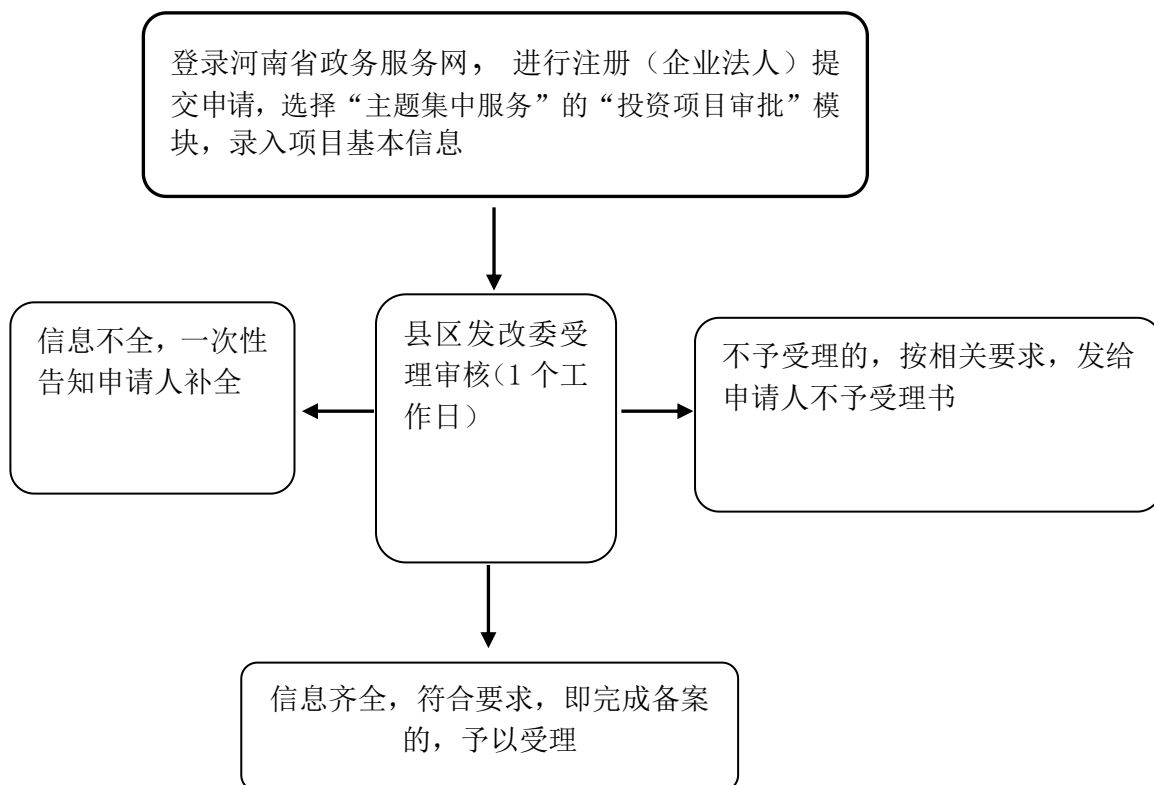 登录河南省政务服务网， 进行注册（企业法人）提
交申请，选择“主题集中服务”的“投资项目审批”模
块，录入项目基本信息
信息不全，一次性
告知申请人补全
县区发改委受
理审核（1 个工
作日）
不予受理的，按相关要求，发给
申请人不予受理书
信息齐全，符合要求，即完成备案
的，予以受理